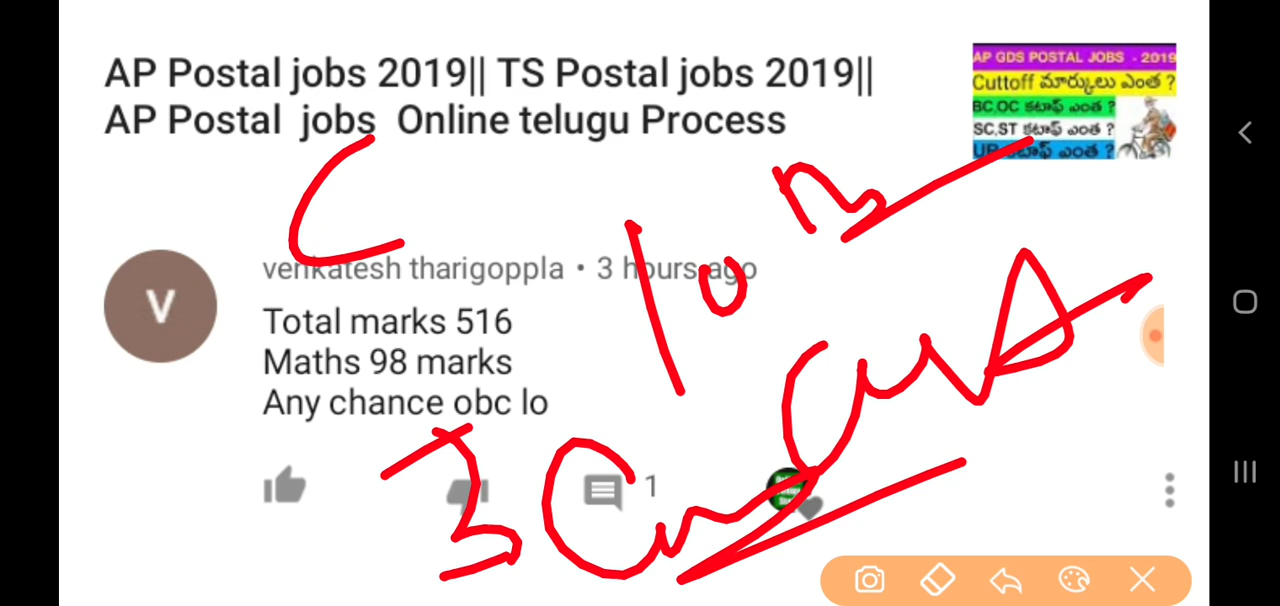 AP Postal jobs 2019|| TS Postal jobs 2019||
AP Postal jobs Online telugu Process
AP GDS POSTAL JOBS - 2019
Cuttoff మార్కులు ఎంత ?
BC,OC కటాఫ్ ఎంత ?
SC,ST కటాఫ్ ఎంత ?
UR కటాఫ్ ఎంత ?
V
venkatesh tharigoppla • 3 hours ago
Total marks 516
Maths 98 marks
Any chance obc lo
1